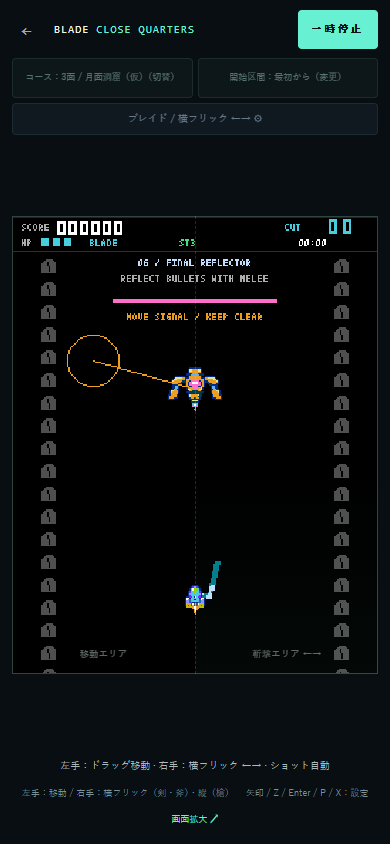 ← BLADE CLOSE QUARTERS 一時停止
コース：3面 / 月面洞窟（仮）（切替） 開始区間：最初から（変更）
ブレイド / 横フリック ←→ ⚙
SCORE 000000 CUT 00
HP BLADE ST3 00:00
06 / FINAL REFLECTOR
REFLECT BULLETS WITH MELEE
MOVE SIGNAL / KEEP CLEAR
移動エリア 斬撃エリア ←→
左手：ドラッグ移動 · 右手：横フリック ←→ · ショット自動
左手：移動 / 右手：横フリック（剣・斧）・縦（槍） 矢印 / Z / Enter / P / X：設定
画面拡大 ↗